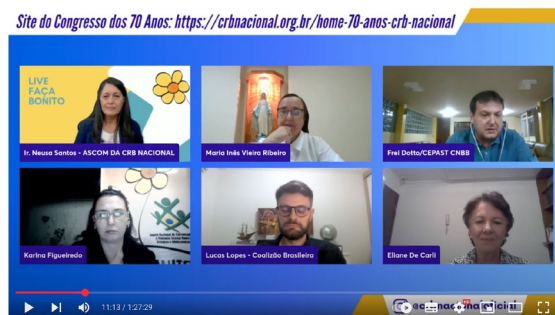 Site do Congresso dos 70 Anos: https://crbnacional.org.br/home-70-anos-crb-nacional
LIVE
FAÇA
BONITO
Ir. Neusa Santos - ASCOM DA CRB NACIONAL
Maria Inês Vieira Ribeiro
Frei Dotto/CEPAST CNBB
Karina Figueiredo
Lucas Lopes - Coalizão Brasileira
Eliane De Carli
11:13 / 1:27:29